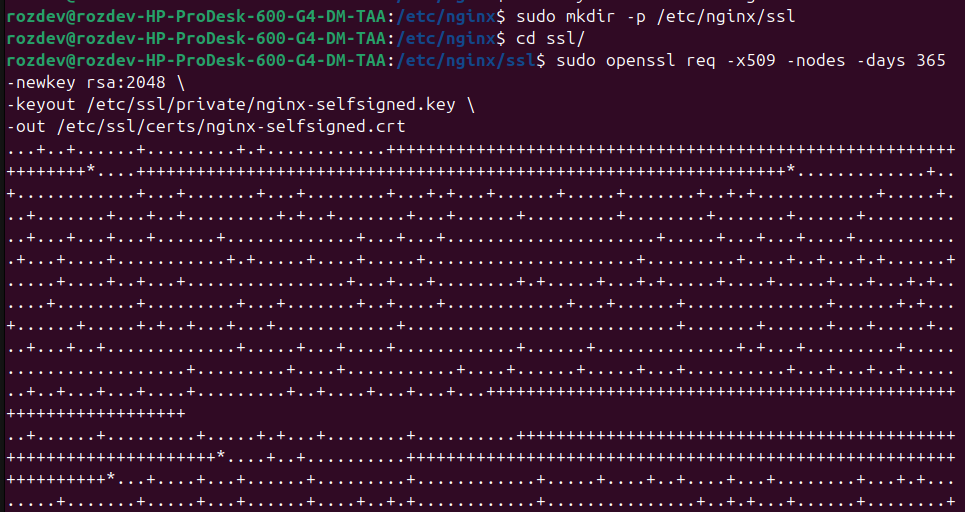 rozdev@rozdev-HP-ProDesk-600-G4-DM-TAA:/etc/nginx$ sudo mkdir -p /etc/nginx/ssl
rozdev@rozdev-HP-ProDesk-600-G4-DM-TAA:/etc/nginx$ cd ssl/
rozdev@rozdev-HP-ProDesk-600-G4-DM-TAA:/etc/nginx/ssl$ sudo openssl req -x509 -nodes -days 365
-newkey rsa:2048 \
-keyout /etc/ssl/private/nginx-selfsigned.key \
-out /etc/ssl/certs/nginx-selfsigned.crt